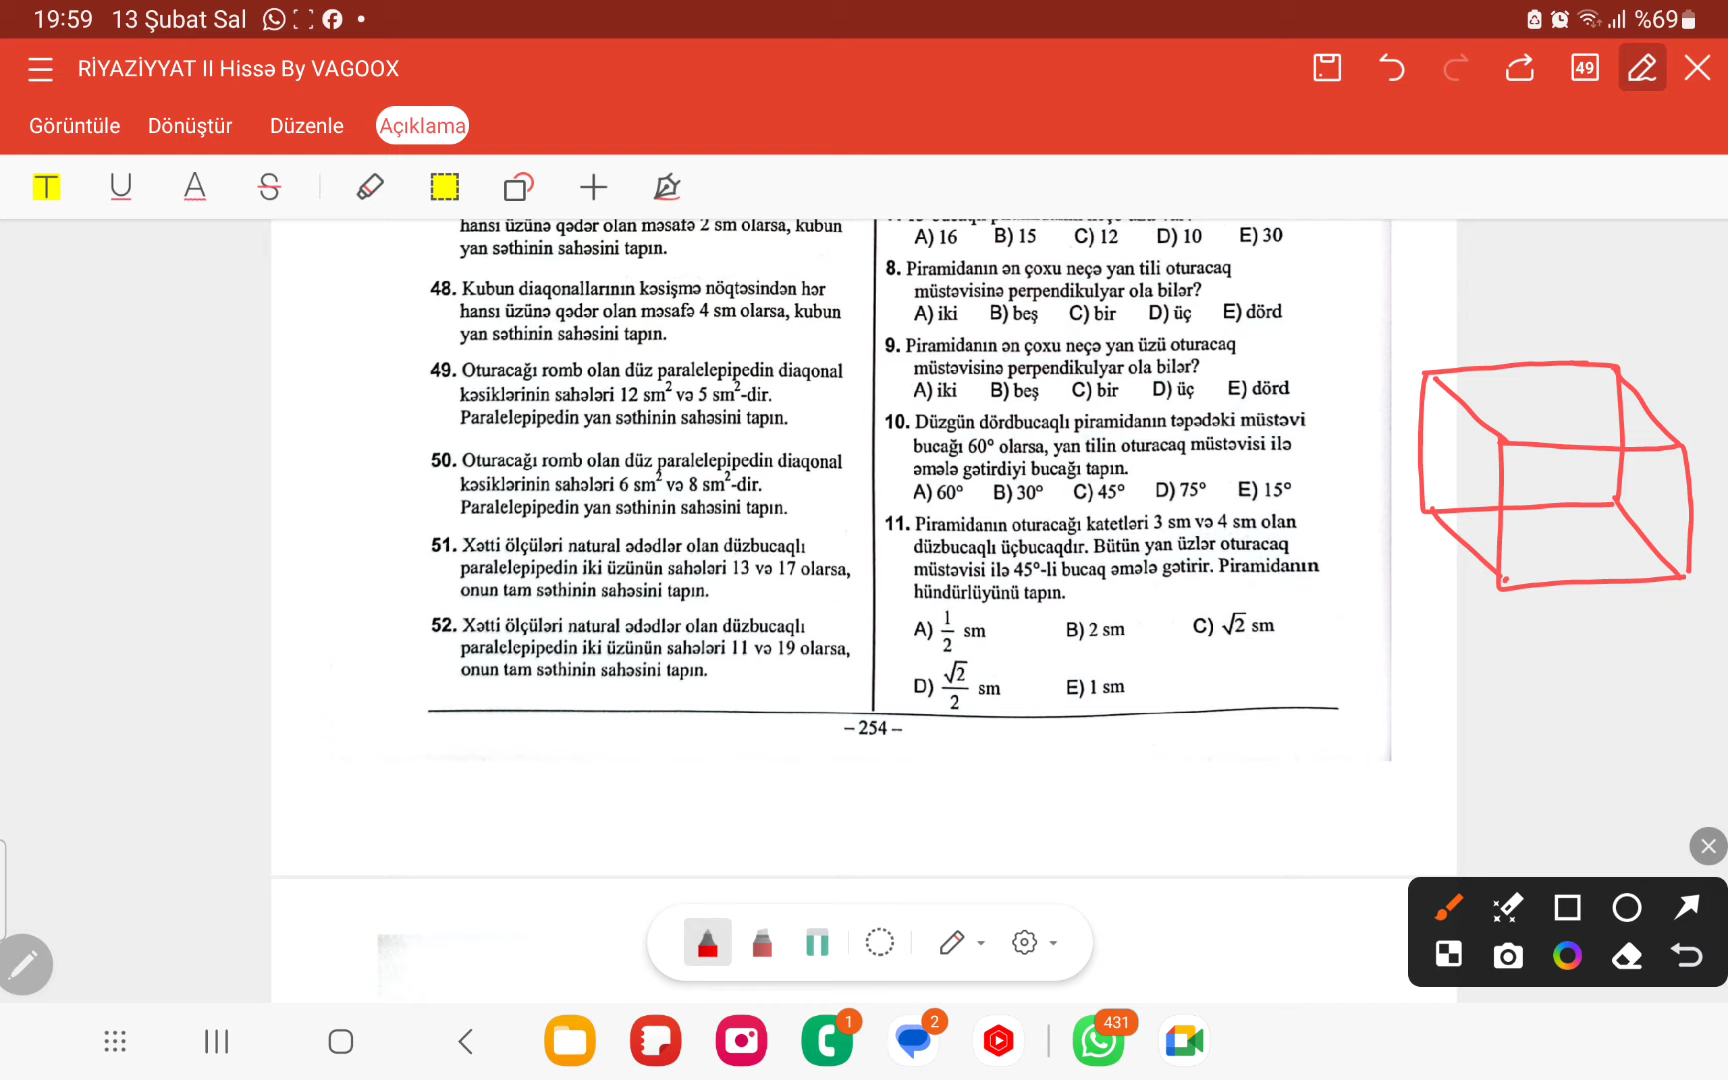 19:59 13 Şubat Sal
%69
RİYAZİYYAT II Hissə By VAGOOX
49
Görüntüle Dönüştür Düzenle Açıklama
hansı üzünə qədər olan məsafə 2 sm olarsa, kubun
yan səthinin sahəsini tapın.
48. Kubun diaqonallarının kəsişmə nöqtəsindən hər
hansı üzünə qədər olan məsafə 4 sm olarsa, kubun
yan səthinin sahəsini tapın.
49. Oturacağı romb olan düz paralelepipedin diaqonal
kəsiklərinin sahələri 12 sm² və 5 sm²-dir.
Paralelepipedin yan səthinin sahəsini tapın.
50. Oturacağı romb olan düz paralelepipedin diaqonal
kəsiklərinin sahələri 6 sm² və 8 sm²-dir.
Paralelepipedin yan səthinin sahəsini tapın.
51. Xətti ölçüləri natural ədədlər olan düzbucaqlı
paralelepipedin iki üzünün sahələri 13 və 17 olarsa,
onun tam səthinin sahəsini tapın.
52. Xətti ölçüləri natural ədədlər olan düzbucaqlı
paralelepipedin iki üzünün sahələri 11 və 19 olarsa,
onun tam səthinin sahəsini tapın.
A) 16 B) 15 C) 12 D) 10 E) 30
8. Piramidanın ən çoxu neçə yan tili oturacaq
müstəvisinə perpendikulyar ola bilər?
A) iki B) beş C) bir D) üç E) dörd
9. Piramidanın ən çoxu neçə yan üzü oturacaq
müstəvisinə perpendikulyar ola bilər?
A) iki B) beş C) bir D) üç E) dörd
10. Düzgün dördbucaqlı piramidanın təpədəki müstəvi
bucağı 60° olarsa, yan tilin oturacaq müstəvisi ilə
əmələ gətirdiyi bucağı tapın.
A) 60° B) 30° C) 45° D) 75° E) 15°
11. Piramidanın oturacağı katetləri 3 sm və 4 sm olan
düzbucaqlı üçbucaqdır. Bütün yan üzlər oturacaq
müstəvisi ilə 45°-li bucaq əmələ gətirir. Piramidanın
hündürlüyünü tapın.
A) 1/2 sm B) 2 sm C) √2 sm
D) √2/2 sm E) 1 sm
– 254 –
1
2
431